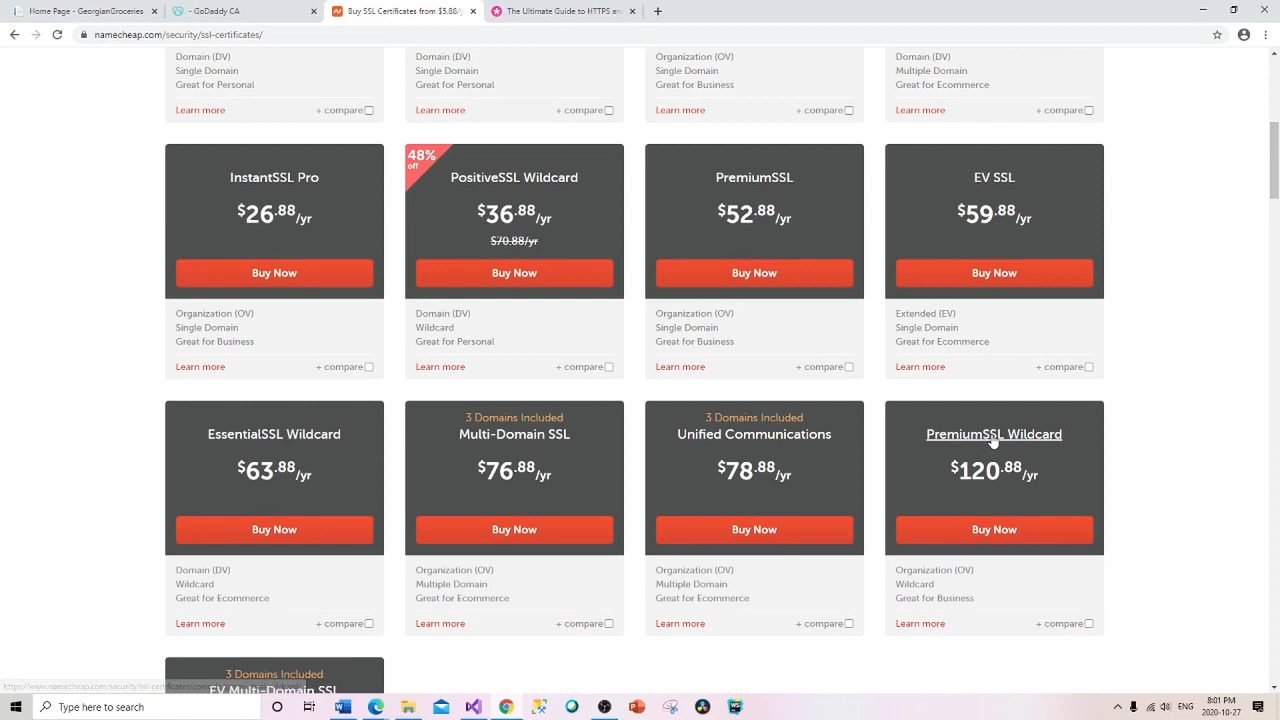 Home Page - GeorgianGroceries
- GoDaddy CA
Buy SSL Certificates from $5.88/
The Ultimate Guide to HTTPS and
namecheap.com/security/ssl-certificates/
Domain (DV)
Single Domain
Great for Personal
Learn more
+ compare
Domain (DV)
Single Domain
Great for Personal
Learn more
+ compare
Organization (OV)
Single Domain
Great for Business
Learn more
+ compare
Domain (DV)
Multiple Domain
Great for Ecommerce
Learn more
+ compare
InstantSSL Pro
$26.88/yr
Buy Now
Organization (OV)
Single Domain
Great for Business
Learn more
+ compare
48%
off
PositiveSSL Wildcard
$36.88/yr
$70.88/yr
Buy Now
Domain (DV)
Wildcard
Great for Personal
Learn more
+ compare
PremiumSSL
$52.88/yr
Buy Now
Organization (OV)
Single Domain
Great for Business
Learn more
+ compare
EV SSL
$59.88/yr
Buy Now
Extended (EV)
Single Domain
Great for Ecommerce
Learn more
+ compare
EssentialSSL Wildcard
$63.88/yr
Buy Now
Domain (DV)
Wildcard
Great for Ecommerce
Learn more
+ compare
3 Domains Included
Multi-Domain SSL
$76.88/yr
Buy Now
Organization (OV)
Multiple Domain
Great for Ecommerce
Learn more
+ compare
3 Domains Included
Unified Communications
$78.88/yr
Buy Now
Organization (OV)
Multiple Domain
Great for Ecommerce
Learn more
+ compare
PremiumSSL Wildcard
$120.88/yr
Buy Now
Organization (OV)
Wildcard
Great for Business
Learn more
+ compare
3 Domains Included
EV Multi-Domain SSL
Type here to search
8:01 PM
2020-10-27